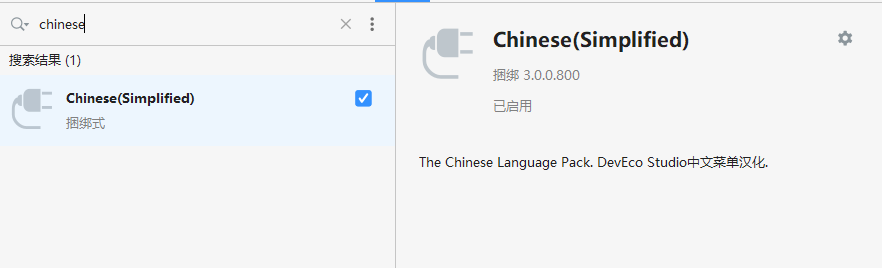 chinese
搜索结果 (1)
Chinese(Simplified)
捆绑式
Chinese(Simplified)
捆绑 3.0.0.800
已启用
The Chinese Language Pack. DevEco Studio中文菜单汉化.